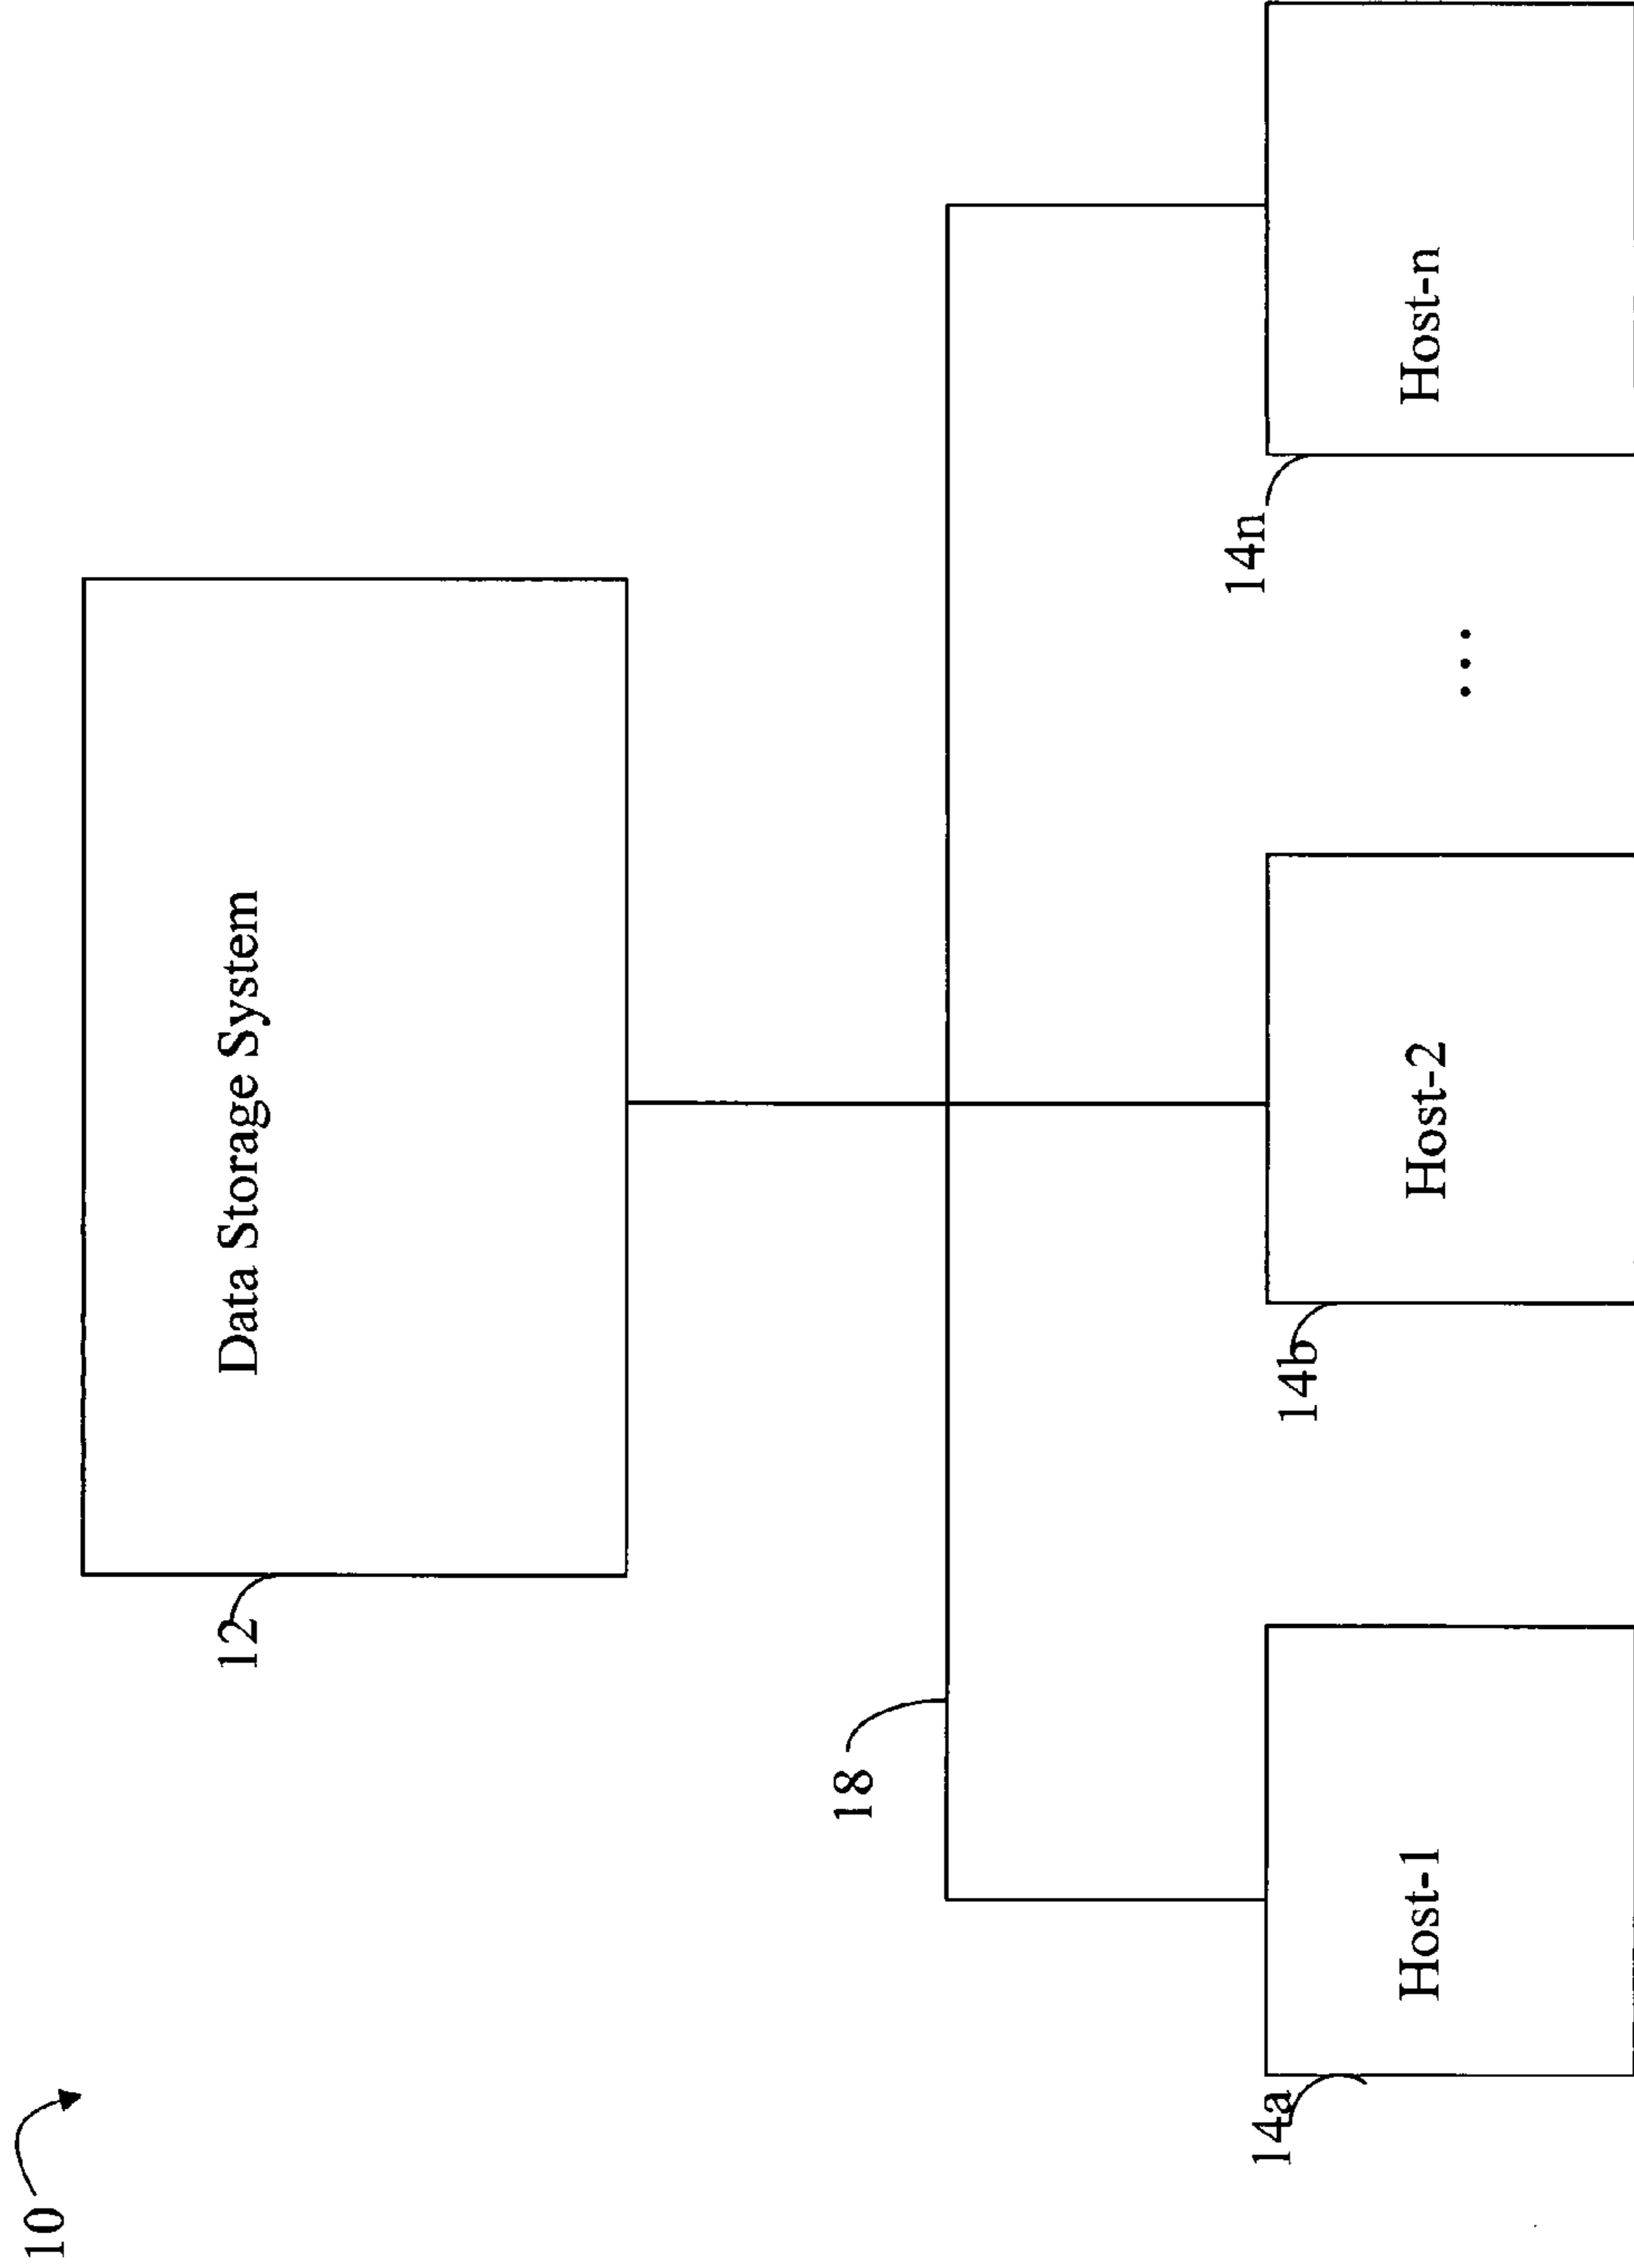 10
12
Data Storage System
18
14a
Host-1
14b
Host-2
...
14n
Host-n